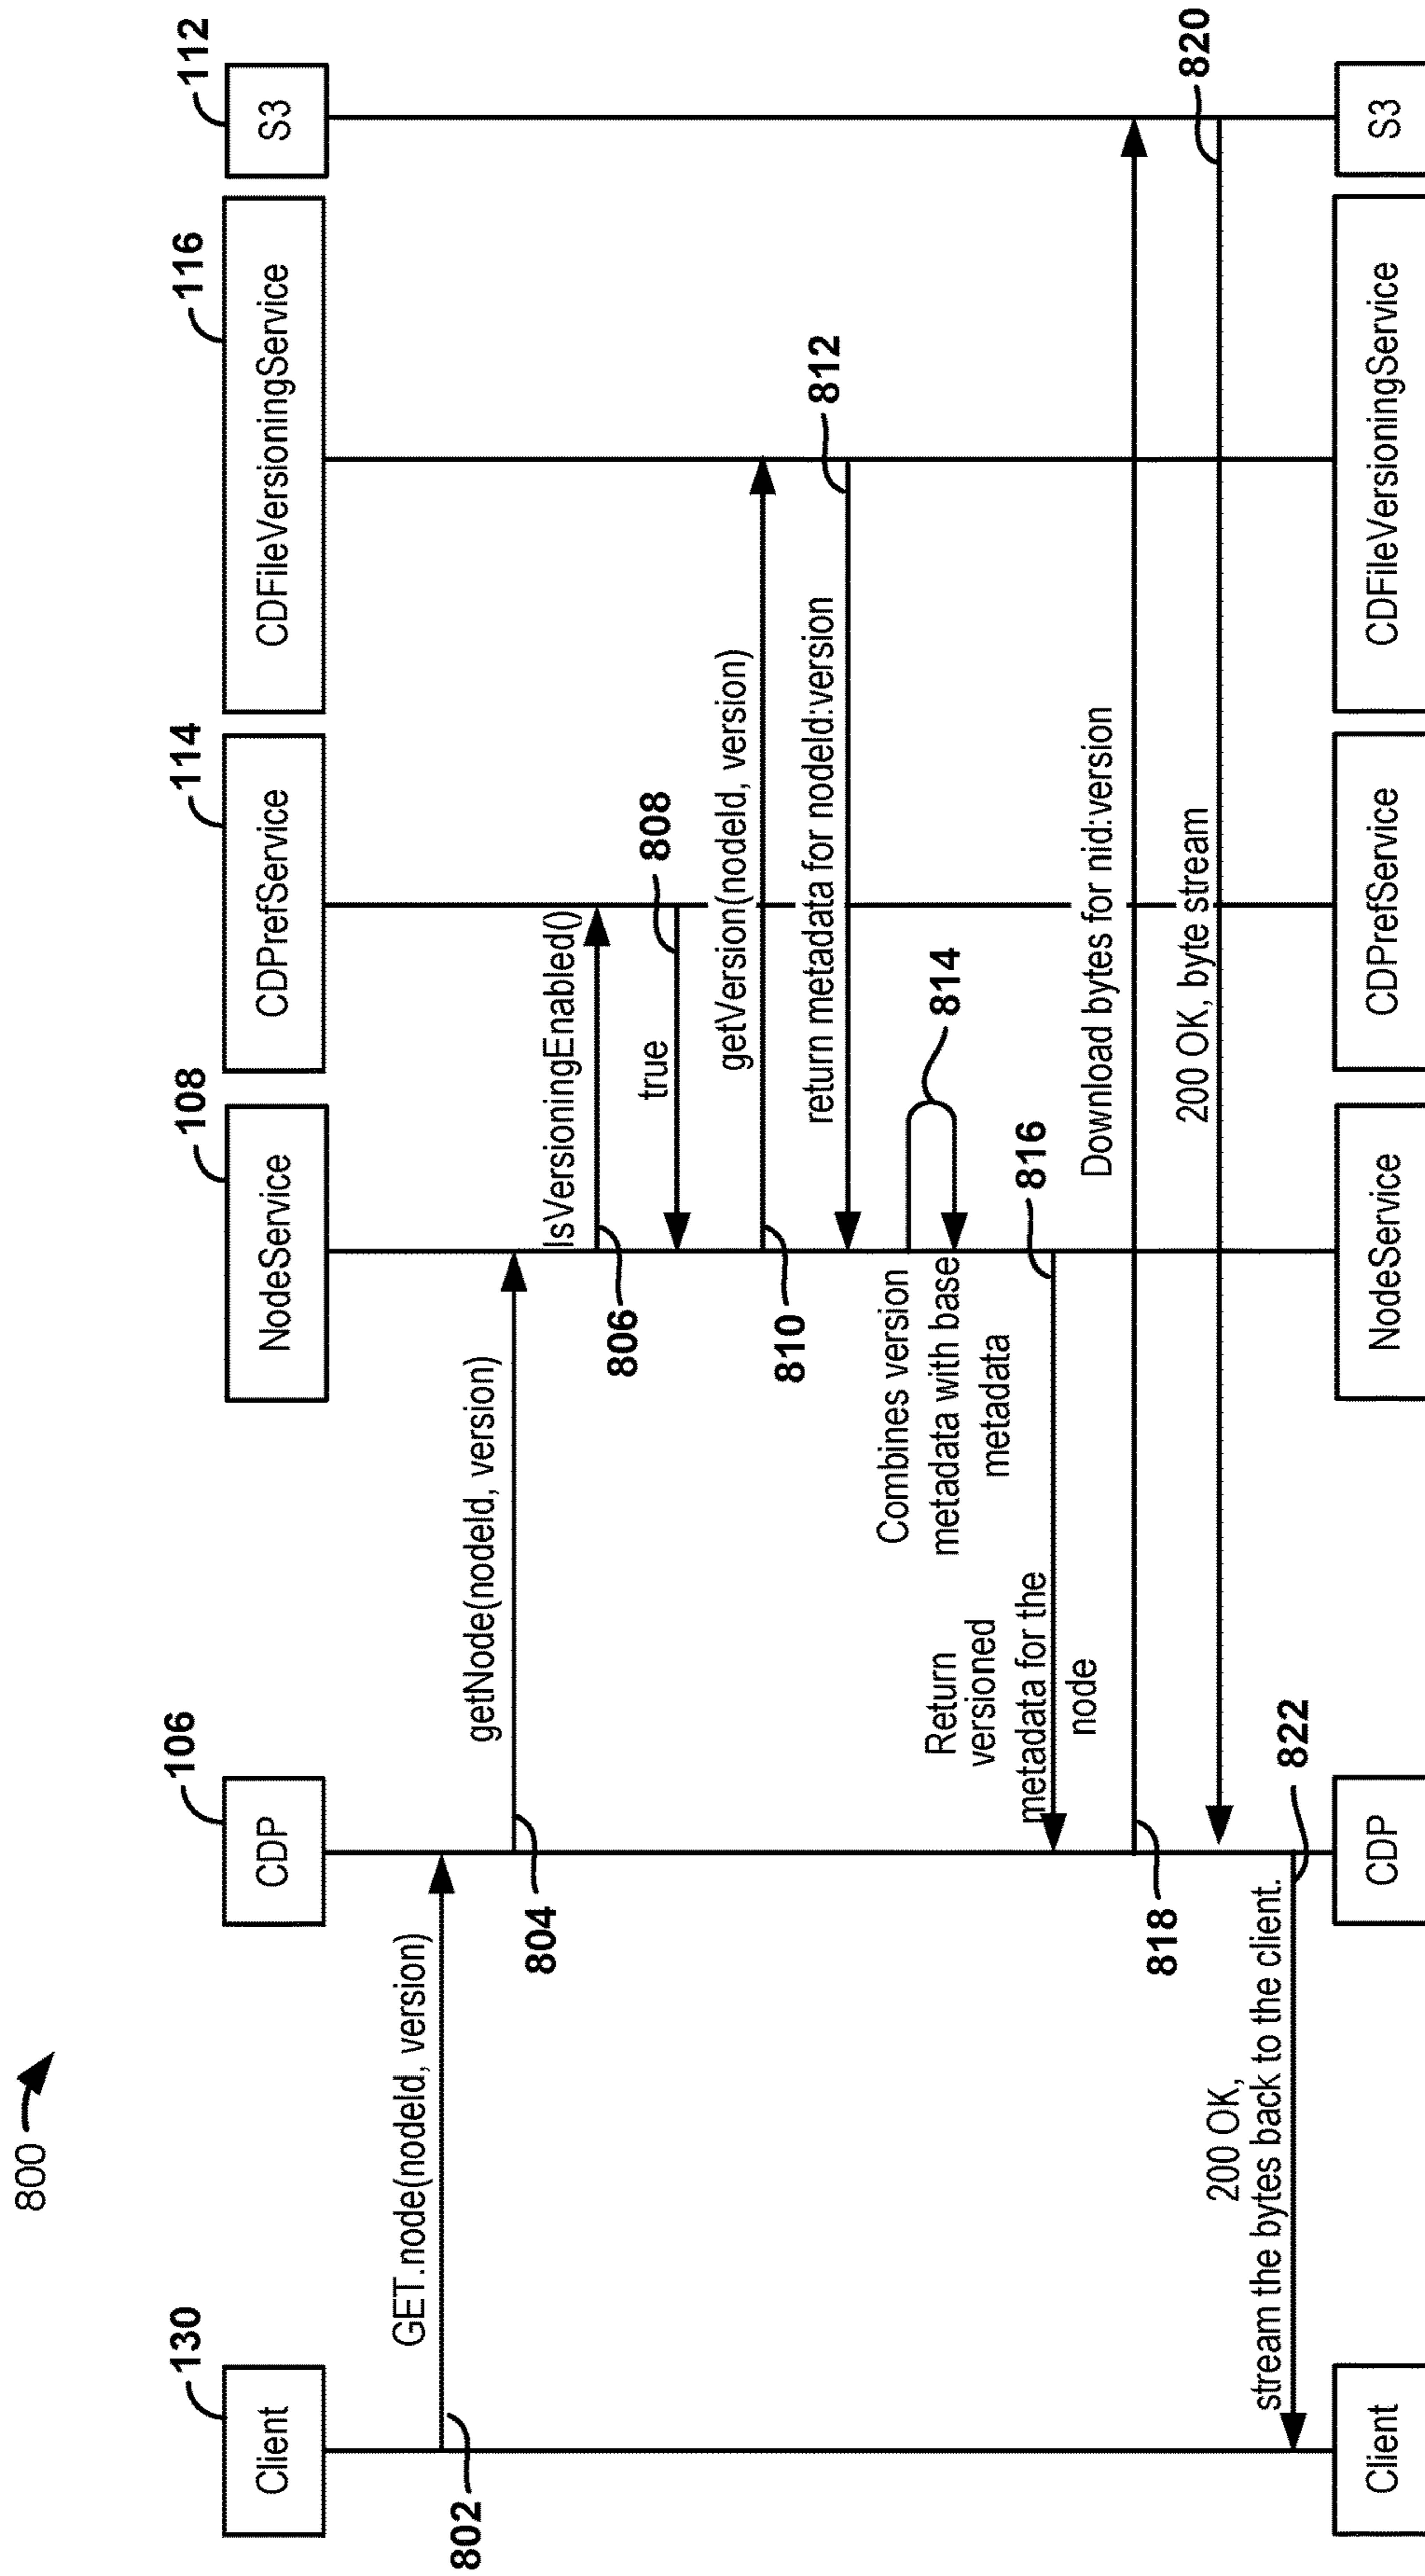 800
130
106
108
114
116
112
Client
CDP
NodeService
CDPrefService
CDFileVersioningService
S3
GET.node(nodeId, version)
802
getNode(nodeId, version)
804
IsVersioningEnabled()
806
808
true
getVersion(nodeId, version)
810
812
return metadata for nodeId:version
814
Combines version
metadata with base
metadata
816
Return
versioned
metadata for the
node
Download bytes for nid:version
818
820
200 OK, byte stream
200 OK,
stream the bytes back to the client.
822
Client
CDP
NodeService
CDPrefService
CDFileVersioningService
S3